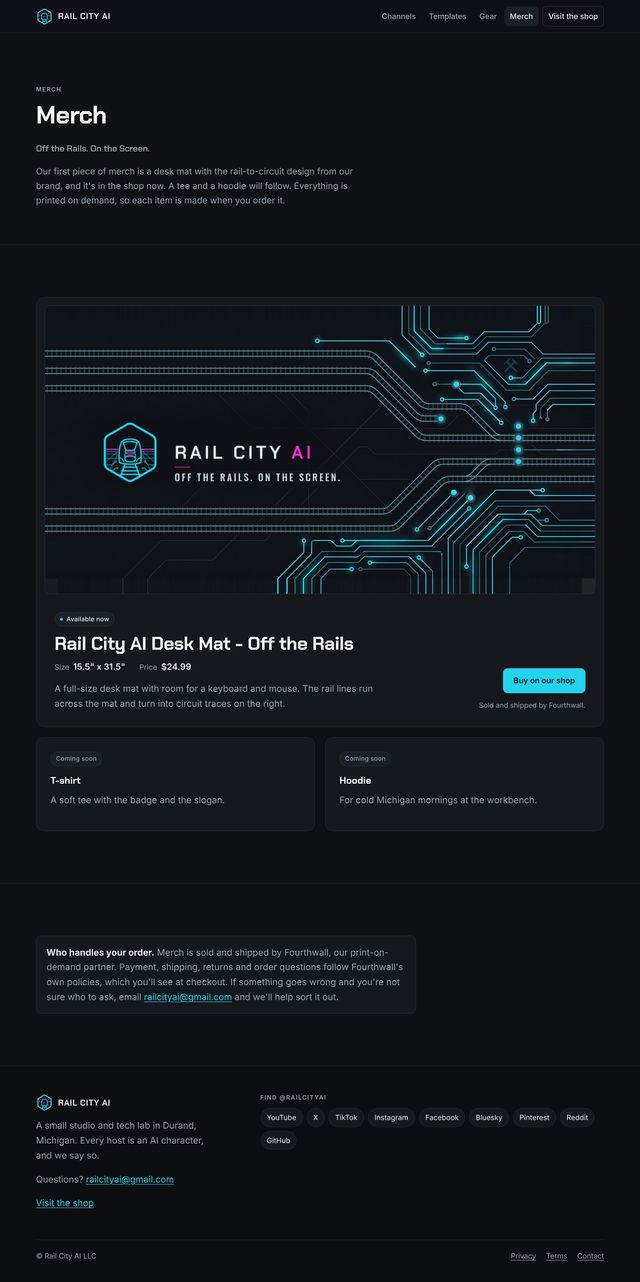 RAIL CITY AI
Channels Templates Gear Merch Visit the shop
MERCH
Merch
Off the Rails. On the Screen.
Our first piece of merch is a desk mat with the rail-to-circuit design from our
brand, and it's in the shop now. A tee and a hoodie will follow. Everything is
printed on demand, so each item is made when you order it.
RAIL CITY AI
OFF THE RAILS. ON THE SCREEN.
Available now
Rail City AI Desk Mat - Off the Rails
Size 15.5" x 31.5" Price $24.99
A full-size desk mat with room for a keyboard and mouse. The rail lines run
across the mat and turn into circuit traces on the right.
Buy on our shop
Sold and shipped by Fourthwall.
Coming soon
T-shirt
A soft tee with the badge and the slogan.
Coming soon
Hoodie
For cold Michigan mornings at the workbench.
Who handles your order. Merch is sold and shipped by Fourthwall, our print-on-
demand partner. Payment, shipping, returns and order questions follow Fourthwall's
own policies, which you'll see at checkout. If something goes wrong and you're not
sure who to ask, email railcityai@gmail.com and we'll help sort it out.
RAIL CITY AI
A small studio and tech lab in Durand,
Michigan. Every host is an AI character,
and we say so.
Questions? railcityai@gmail.com
Visit the shop
FIND @RAILCITYAI
YouTube X TikTok Instagram Facebook Bluesky Pinterest Reddit
GitHub
© Rail City AI LLC
Privacy Terms Contact